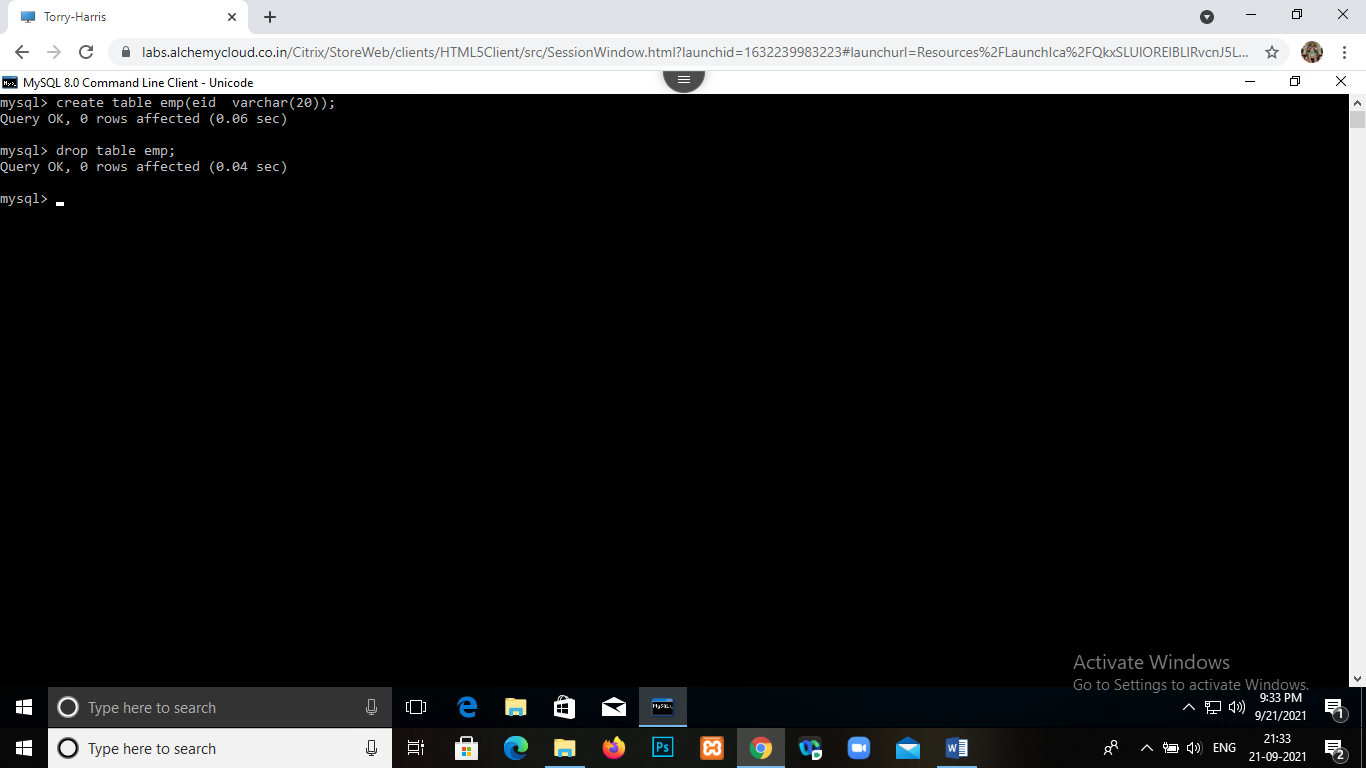 Torry-Harris
labs.alchemycloud.co.in/Citrix/StoreWeb/clients/HTML5Client/src/SessionWindow.html?launchid=1632239983223#launchurl=Resources%2FLaunchIca%2FQkxSLUlOREIBLIRvcnJ5L...
MySQL 8.0 Command Line Client - Unicode
mysql> create table emp(eid  varchar(20));
Query OK, 0 rows affected (0.06 sec)
mysql> drop table emp;
Query OK, 0 rows affected (0.04 sec)
mysql>
Activate Windows
Go to Settings to activate Windows.
Type here to search
9:33 PM
9/21/2021
1
Type here to search
Ps
ENG
21:33
21-09-2021
2